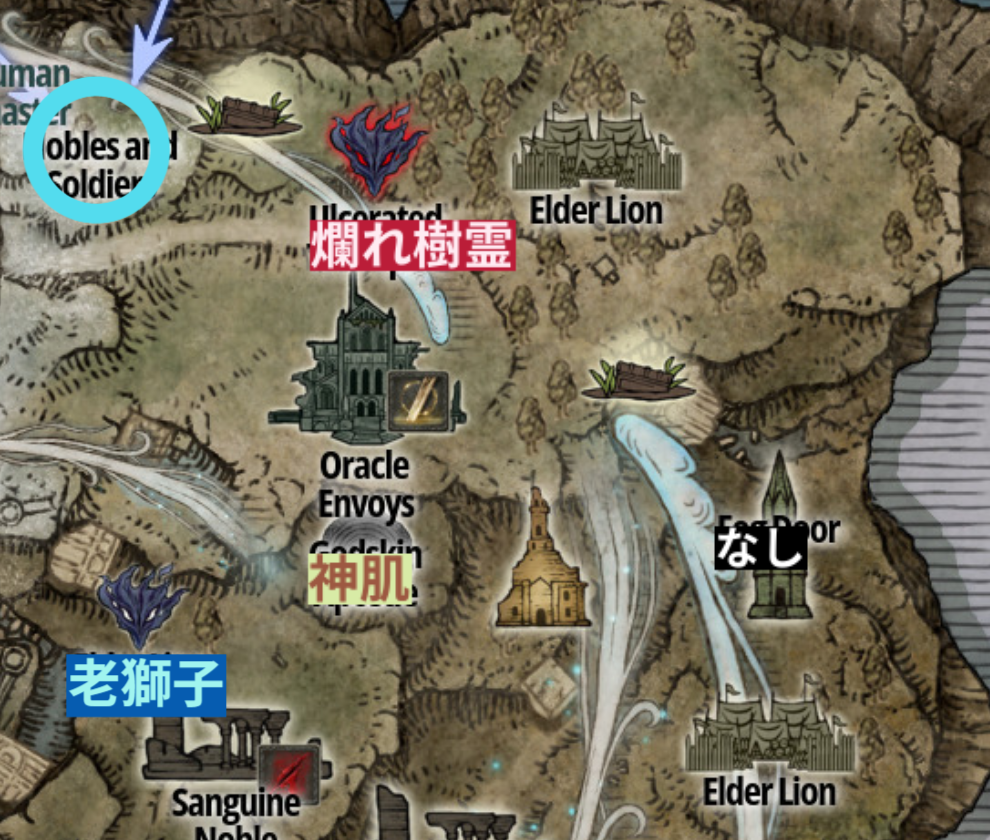 Nobles and
Soldiers
Elder Lion
Ulcerated
爛れ樹霊
Oracle
Envoys
Godskin
神肌
Fog Door
なし
老獅子
Elder Lion
Sanguine
Noble